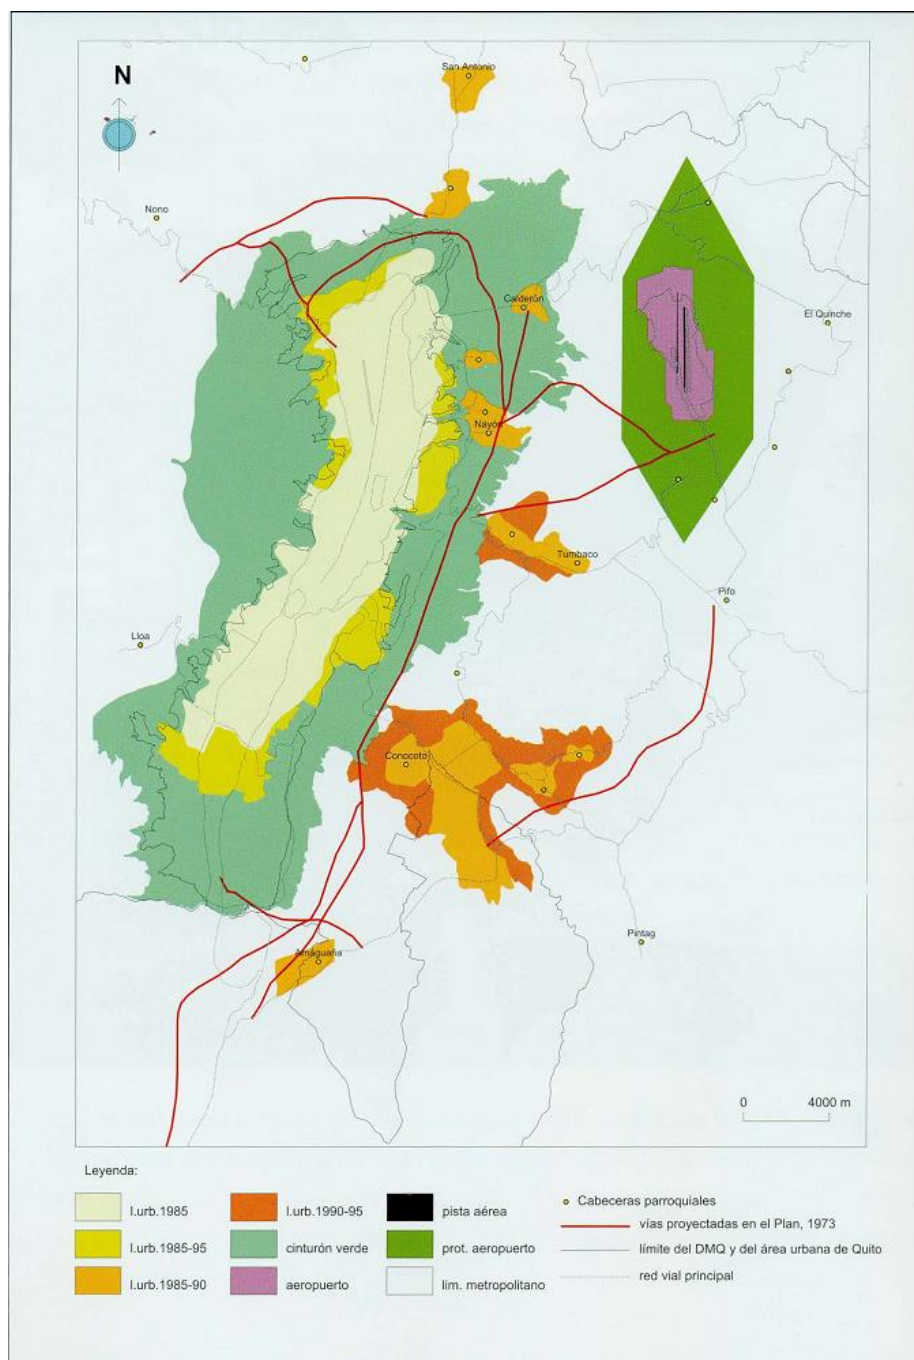 San Antonio
N
Nono
Calderón
El Quinche
Nayón
Tumbaco
Pifo
Lloa
Conocoto
Pintag
Amaguaña
0 4000 m
Leyenda:
l.urb.1985
l.urb.1985-95
l.urb.1985-90
l.urb.1990-95
cinturón verde
aeropuerto
pista aérea
prot. aeropuerto
lim. metropolitano
Cabeceras parroquiales
vías proyectadas en el Plan, 1973
límite del DMQ y del área urbana de Quito
red vial principal